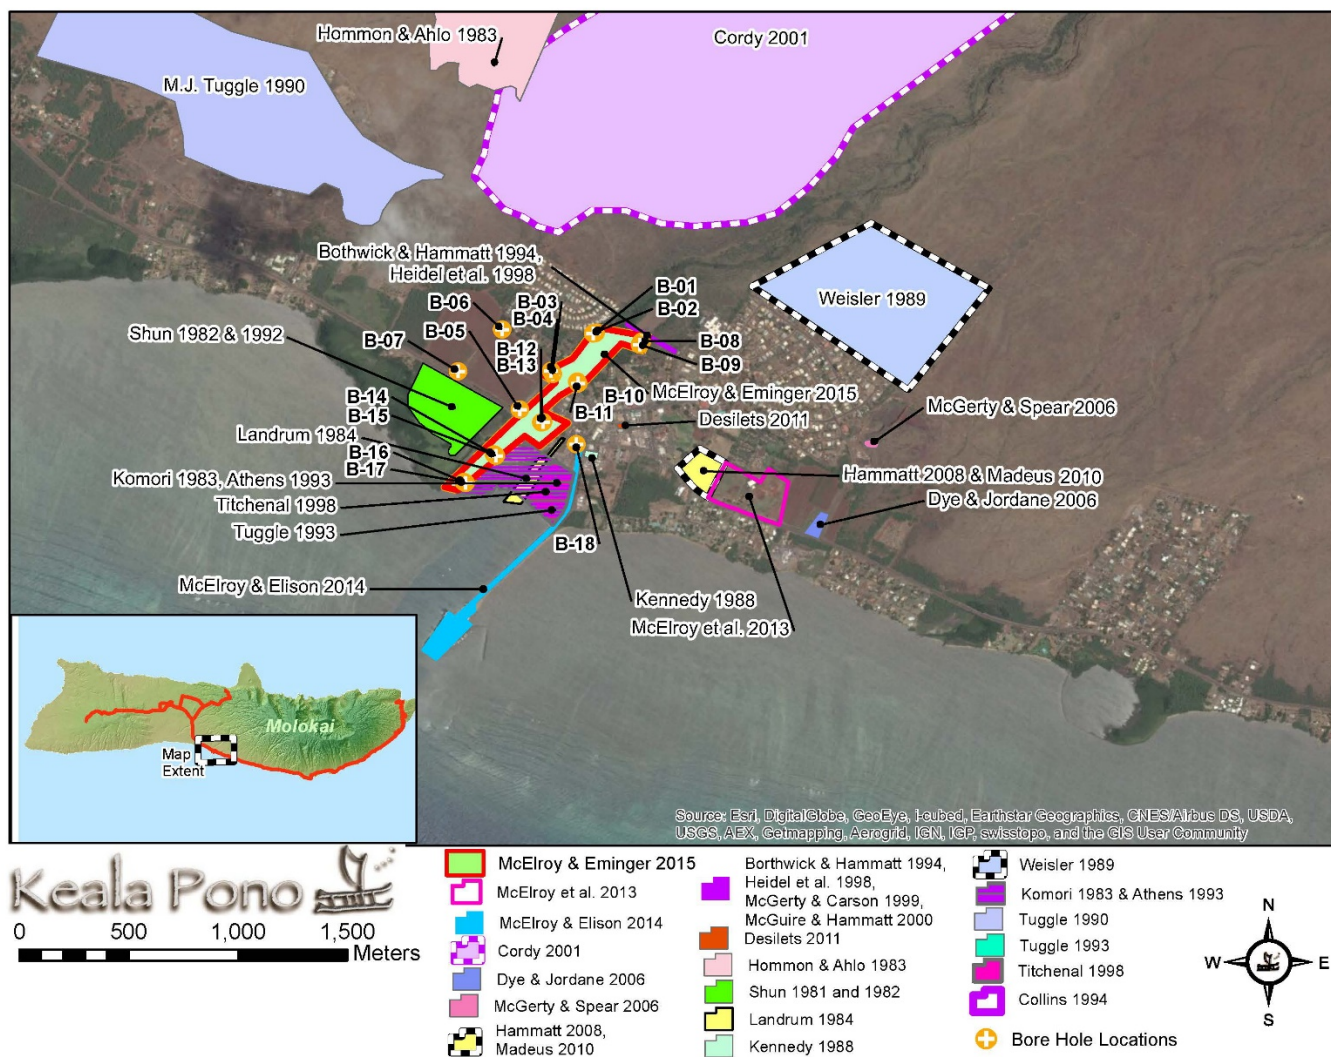 Hommon & Ahlo 1983
Cordy 2001
M.J. Tuggle 1990
Bothwick & Hammatt 1994,
Heidel et al. 1998
Weisler 1989
B-01
B-02
B-03
B-04
B-06
B-05
B-12
B-13
B-08
B-09
Shun 1982 & 1992
B-07
McElroy & Eminger 2015
B-10
B-11
McGerty & Spear 2006
B-14
B-15
Desilets 2011
Landrum 1984
B-16
B-17
Komori 1983, Athens 1993
Titchenal 1998
Tuggle 1993
Hammatt 2008 & Madeus 2010
Dye & Jordane 2006
B-18
McElroy & Elison 2014
Kennedy 1988
McElroy et al. 2013
Molokai
Map
Extent
Source: Esri, DigitalGlobe, GeoEye, i-cubed, Earthstar Geographics, CNES/Airbus DS, USDA,
USGS, AEX, Getmapping, Aerogrid, IGN, IGP, swisstopo, and the GIS User Community
Keala Pono
0 500 1,000 1,500
Meters
McElroy & Eminger 2015
McElroy et al. 2013
McElroy & Elison 2014
Cordy 2001
Dye & Jordane 2006
McGerty & Spear 2006
Hammatt 2008,
Madeus 2010
Borthwick & Hammatt 1994,
Heidel et al. 1998,
McGerty & Carson 1999,
McGuire & Hammatt 2000
Desilets 2011
Hommon & Ahlo 1983
Shun 1981 and 1982
Landrum 1984
Kennedy 1988
Weisler 1989
Komori 1983 & Athens 1993
Tuggle 1990
Tuggle 1993
Titchenal 1998
Collins 1994
Bore Hole Locations
N
W E
S